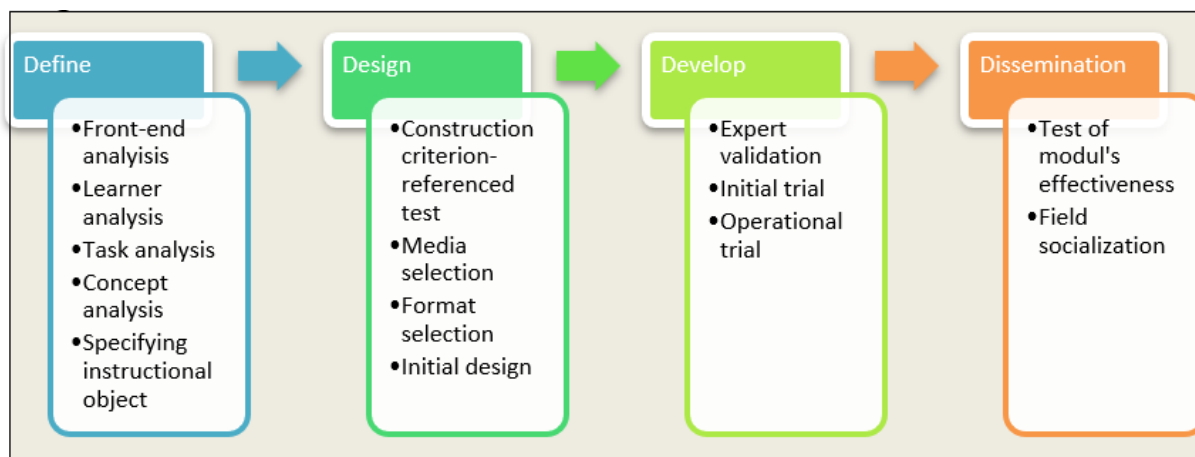 Define
•Front-end
analyisis
•Learner
analysis
•Task analysis
•Concept
analysis
•Specifying
instructional
object
Design
•Construction
criterion-
referenced
test
•Media
selection
•Format
selection
•Initial design
Develop
•Expert
validation
•Initial trial
•Operational
trial
Dissemination
•Test of
modul's
effectiveness
•Field
socialization